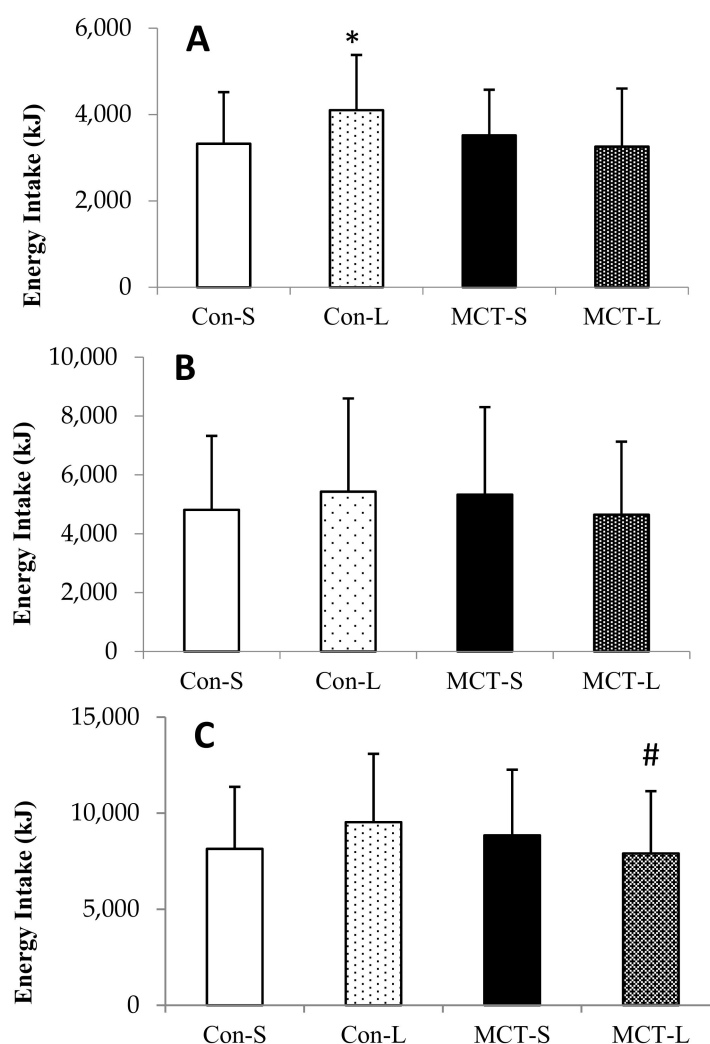 A
*
Energy Intake (kJ)
6,000
4,000
2,000
0
Con-S Con-L MCT-S MCT-L
B
Energy Intake (kJ)
10,000
8,000
6,000
4,000
2,000
0
Con-S Con-L MCT-S MCT-L
C
#
Energy Intake (kJ)
15,000
10,000
5,000
0
Con-S Con-L MCT-S MCT-L